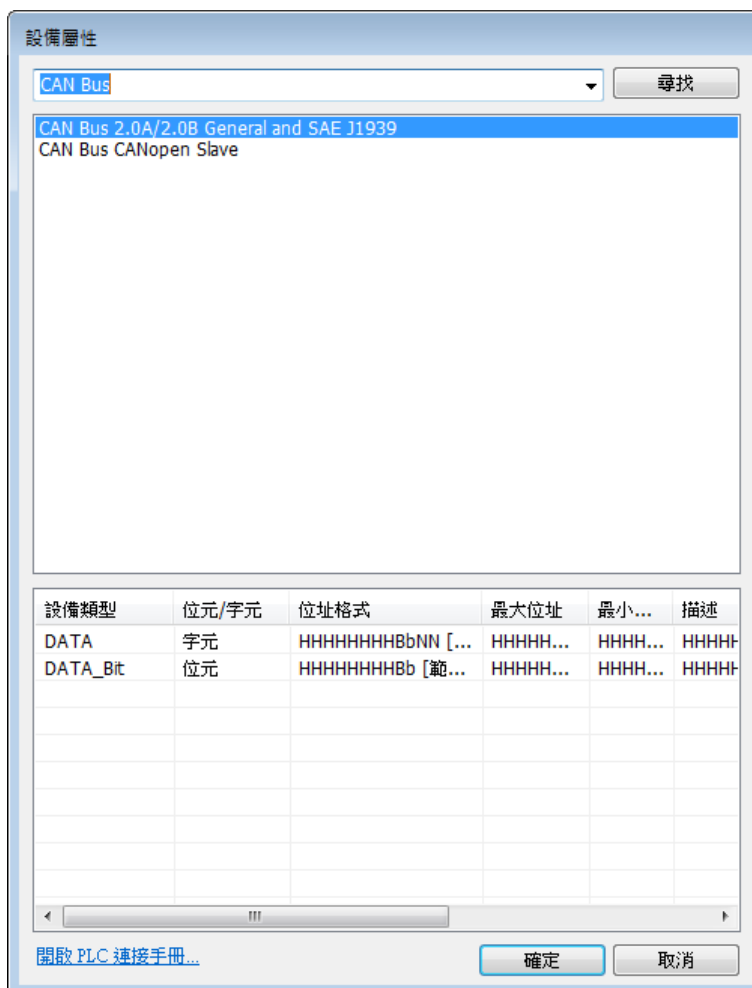 設備屬性
CAN Bus 尋找
CAN Bus 2.0A/2.0B General and SAE J1939
CAN Bus CANopen Slave
設備類型 位元/字元 位址格式 最大位址 最小... 描述
DATA 字元 HHHHHHHHBbNN [... HHHHH... HHHH... HHHHH
DATA_Bit 位元 HHHHHHHHBb [範... HHHHH... HHHH... HHHHH
開啟 PLC 連接手冊... 確定 取消